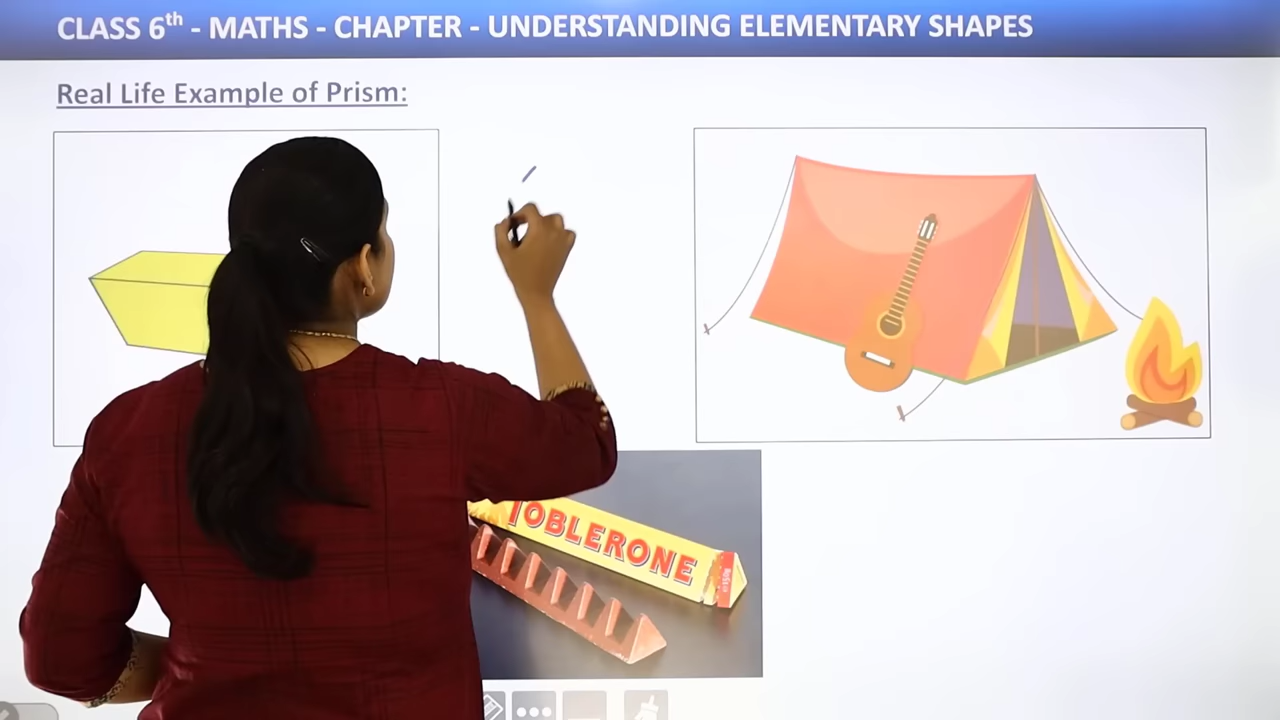 CLASS 6th - MATHS - CHAPTER - UNDERSTANDING ELEMENTARY SHAPES
Real Life Example of Prism:
TOBLERONE